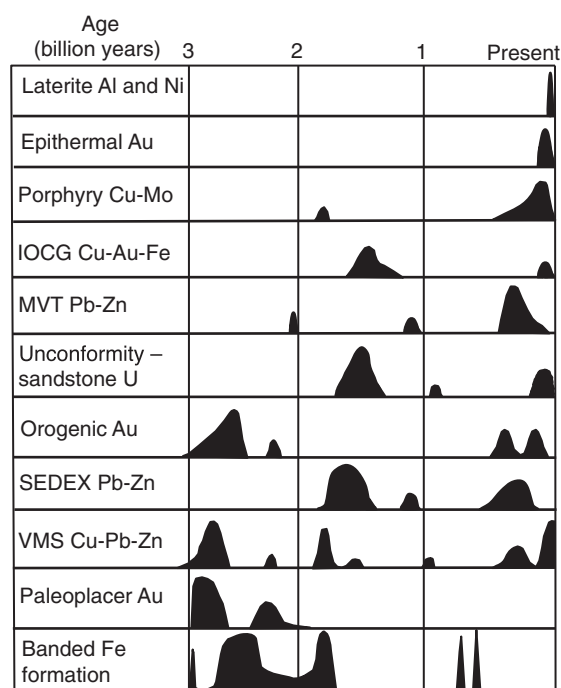 Age
(billion years) 3 2 1 Present
Laterite Al and Ni
Epithermal Au
Porphyry Cu-Mo
IOCG Cu-Au-Fe
MVT Pb-Zn
Unconformity –
sandstone U
Orogenic Au
SEDEX Pb-Zn
VMS Cu-Pb-Zn
Paleoplacer Au
Banded Fe
formation